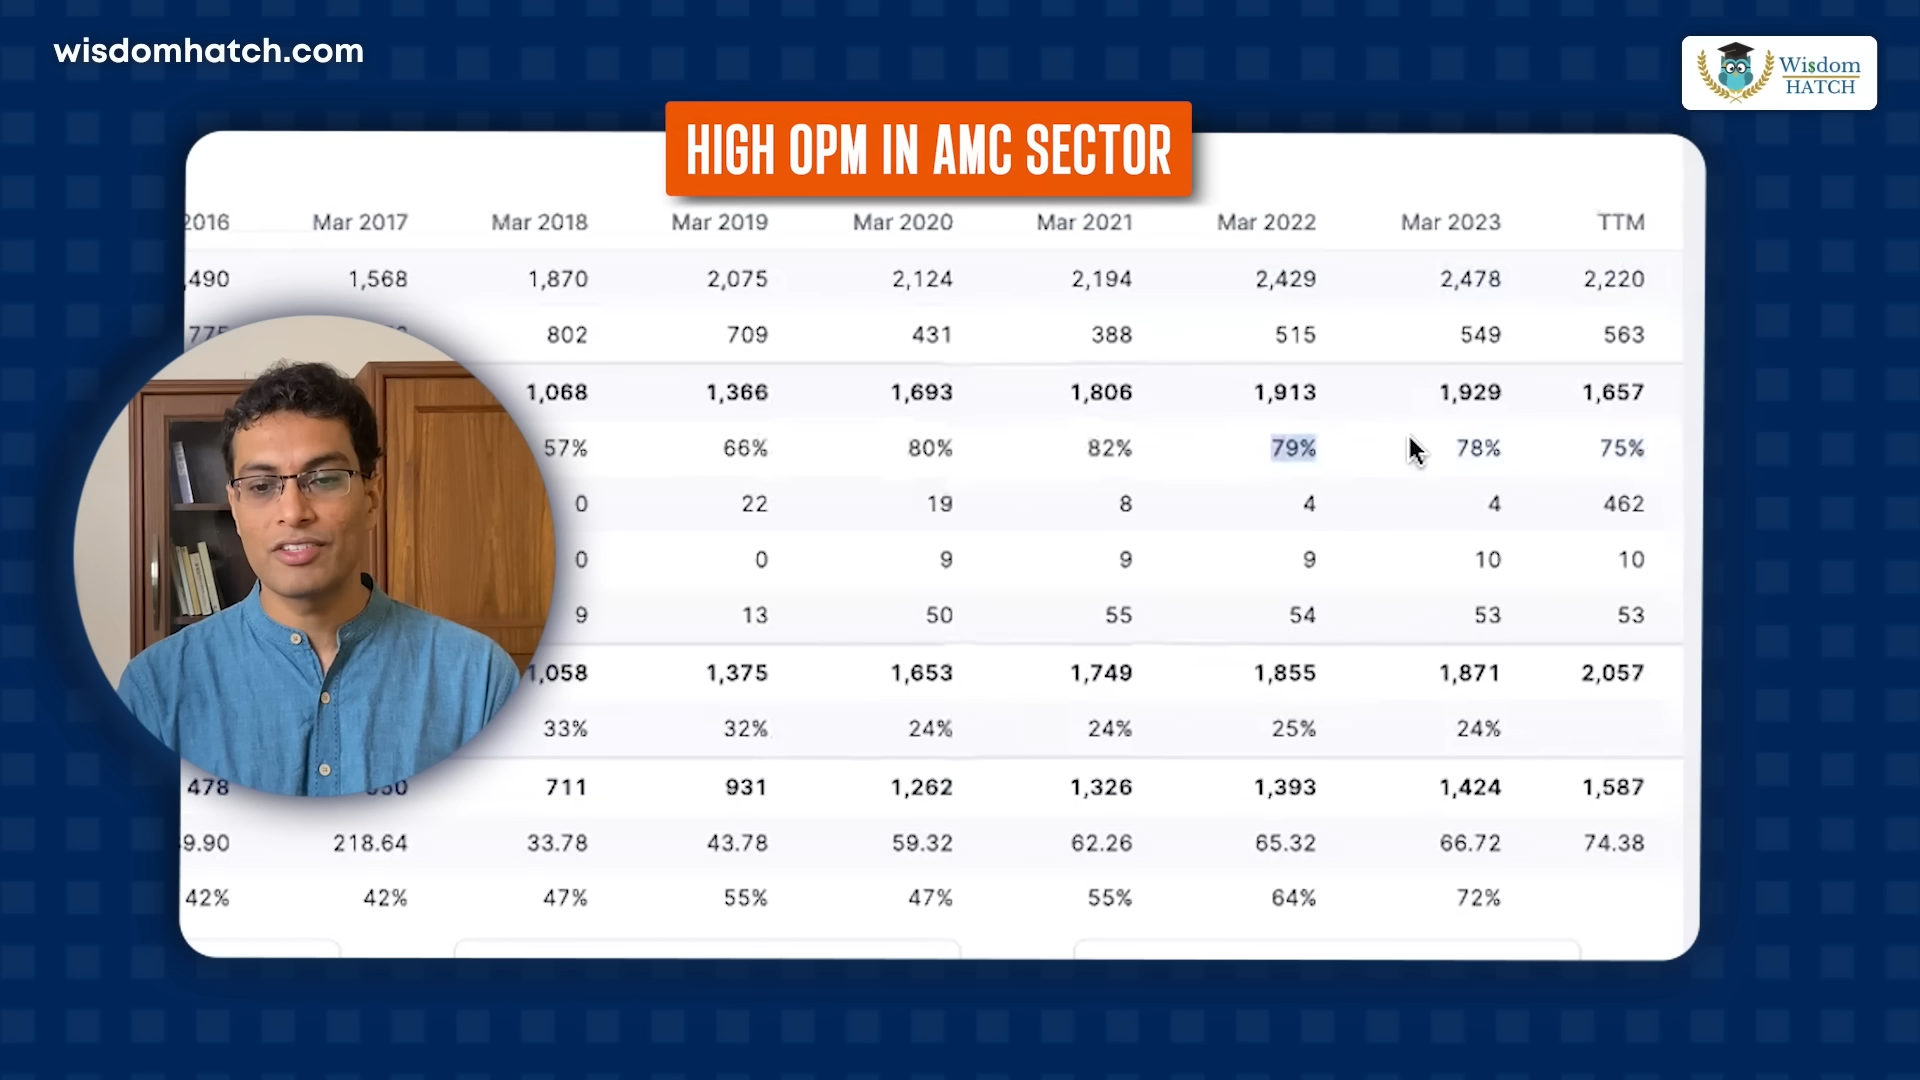 wisdomhatch.com
Wisdom
HATCH
HIGH OPM IN AMC SECTOR
2016 Mar 2017 Mar 2018 Mar 2019 Mar 2020 Mar 2021 Mar 2022 Mar 2023 TTM
,490 1,568 1,870 2,075 2,124 2,194 2,429 2,478 2,220
802 709 431 388 515 549 563
1,068 1,366 1,693 1,806 1,913 1,929 1,657
57% 66% 80% 82% 79% 78% 75%
0 22 19 8 4 4 462
0 0 9 9 9 10 10
9 13 50 55 54 53 53
1,058 1,375 1,653 1,749 1,855 1,871 2,057
33% 32% 24% 24% 25% 24%
478 711 931 1,262 1,326 1,393 1,424 1,587
9.90 218.64 33.78 43.78 59.32 62.26 65.32 66.72 74.38
42% 42% 47% 55% 47% 55% 64% 72%